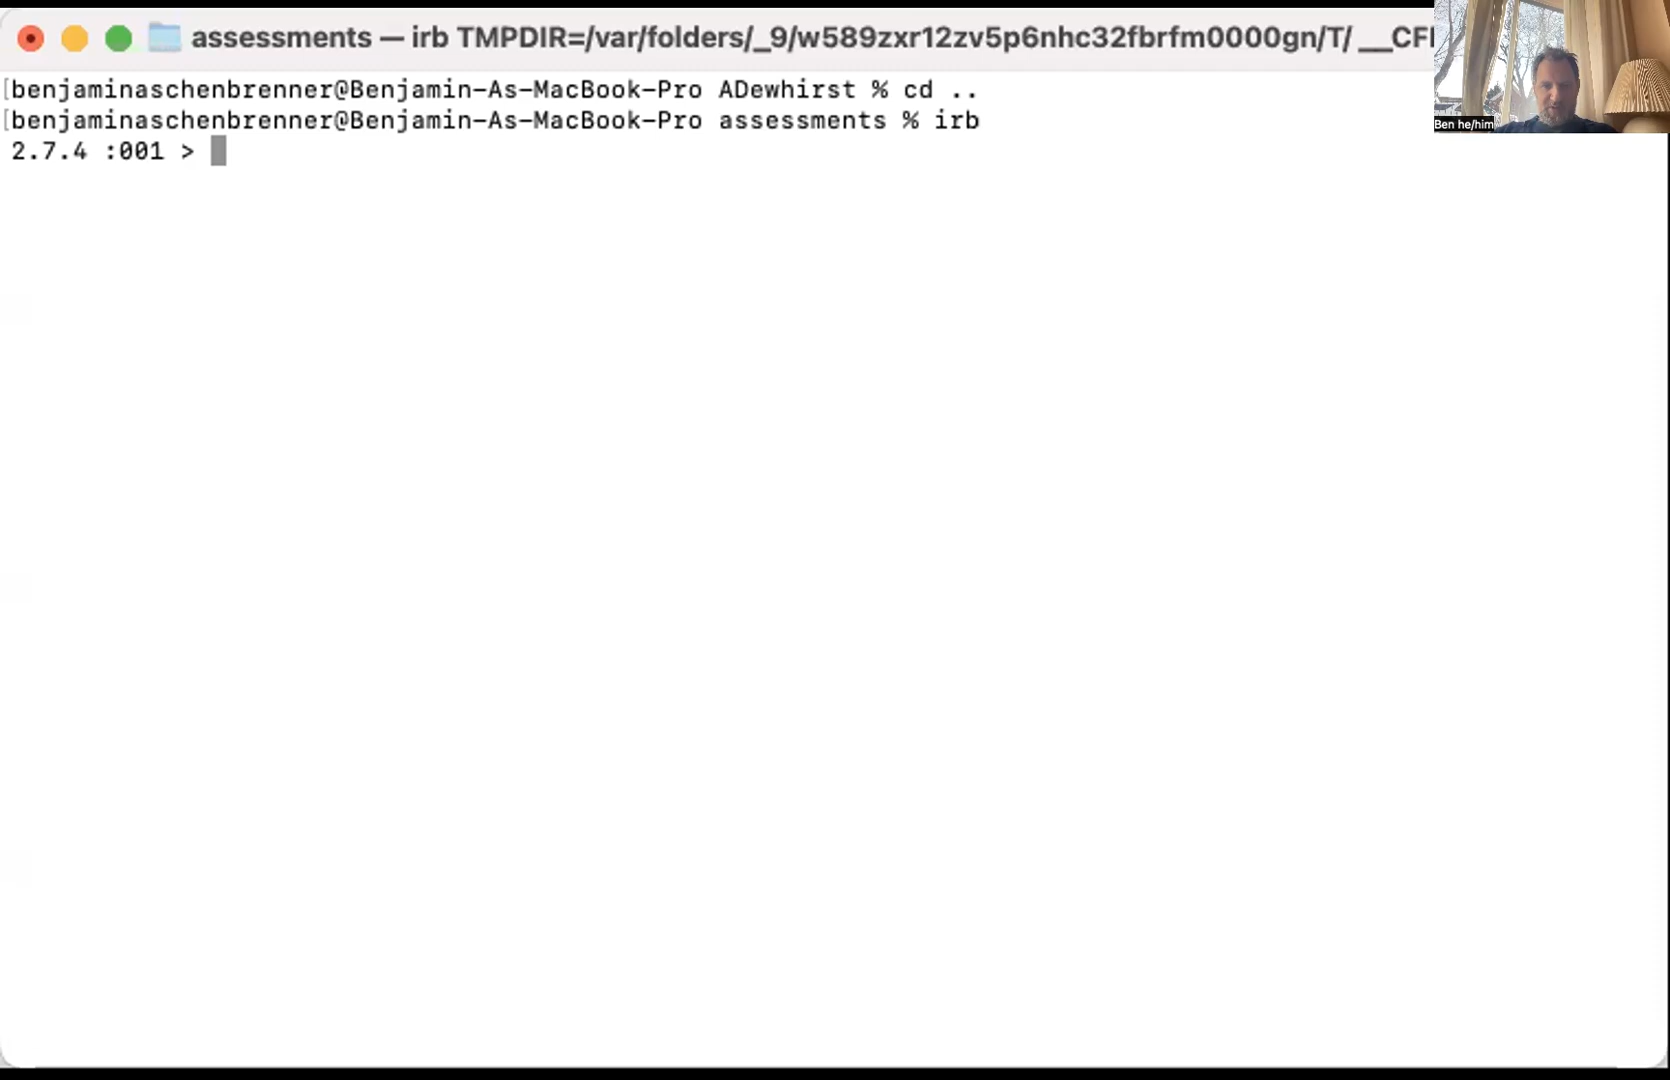 assessments — irb TMPDIR=/var/folders/_9/w589zxr12zv5p6nhc32fbrfm0000gn/T/ __CF
[benjaminaschenbrenner@Benjamin-As-MacBook-Pro ADewhirst % cd ..
[benjaminaschenbrenner@Benjamin-As-MacBook-Pro assessments % irb
2.7.4 :001 >
Ben he/him